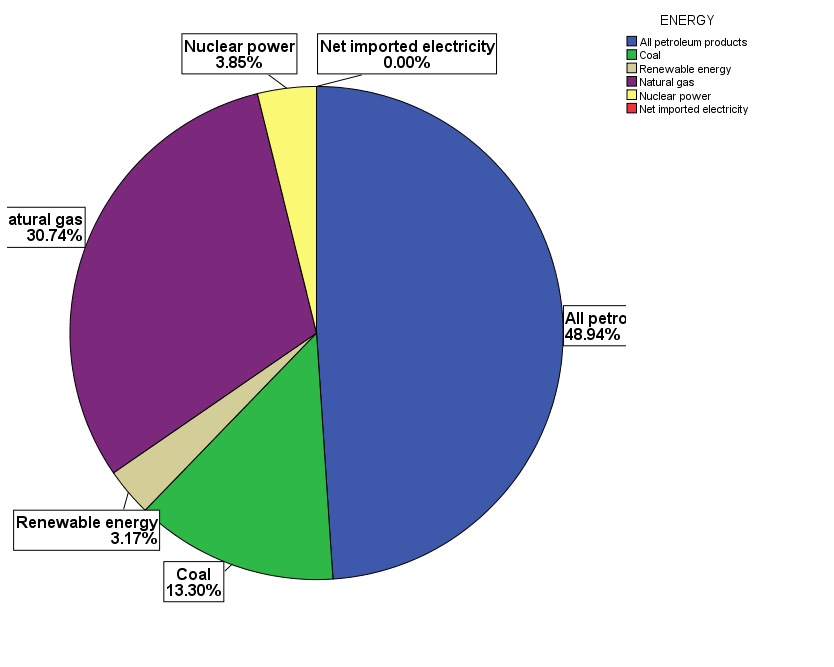 ENERGY
All petroleum products
Coal
Renewable energy
Natural gas
Nuclear power
Net imported electricity
Nuclear power
3.85%
Net imported electricity
0.00%
atural gas
30.74%
All petro
48.94%
Renewable energy
3.17%
Coal
13.30%